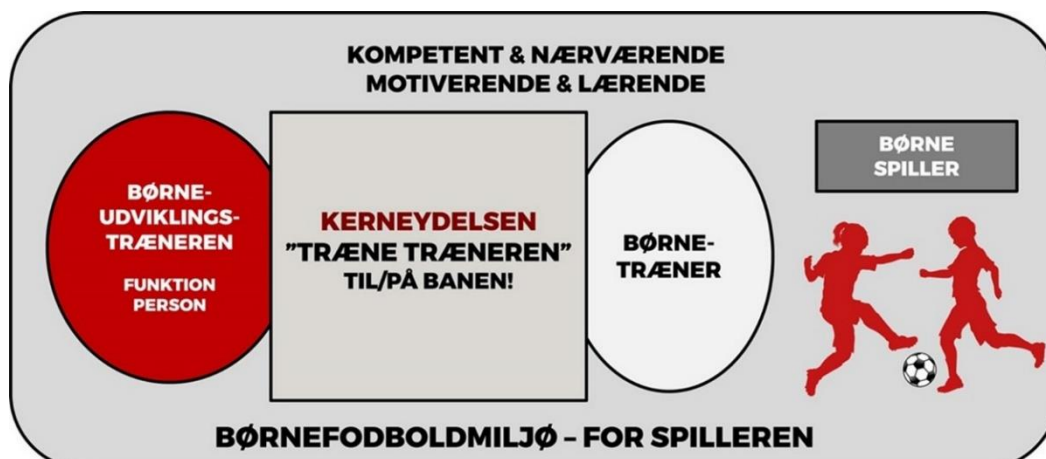 KOMPETENT & NÆRVÆRENDE
MOTIVERENDE & LÆRENDE
BØRNE-
UDVIKLINGS-
TRÆNEREN
FUNKTION
PERSON
KERNEYDELSEN
”TRÆNE TRÆNEREN”
TIL/PÅ BANEN!
BØRNE-
TRÆNER
BØRNE
SPILLER
BØRNEFODBOLDMILJØ – FOR SPILLEREN